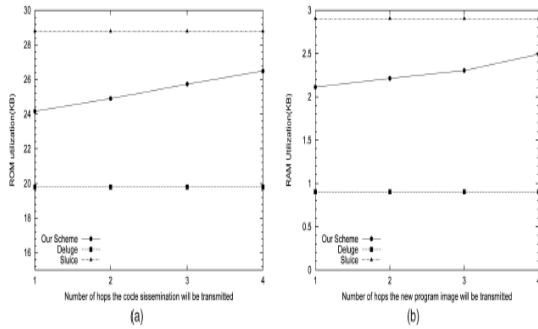 30
28
26
24
22
20
18
16
ROM utilization(KB)
Our Scheme
Deluge
Sluice
1 2 3 4
Number of hops the code sissemination will be transmitted
(a)
3
2.5
2
1.5
1
0.5
0
RAM Utilization(KB)
Our Scheme
Deluge
Sluice
1 2 3 4
Number of hops the new program image will be transmitted
(b)